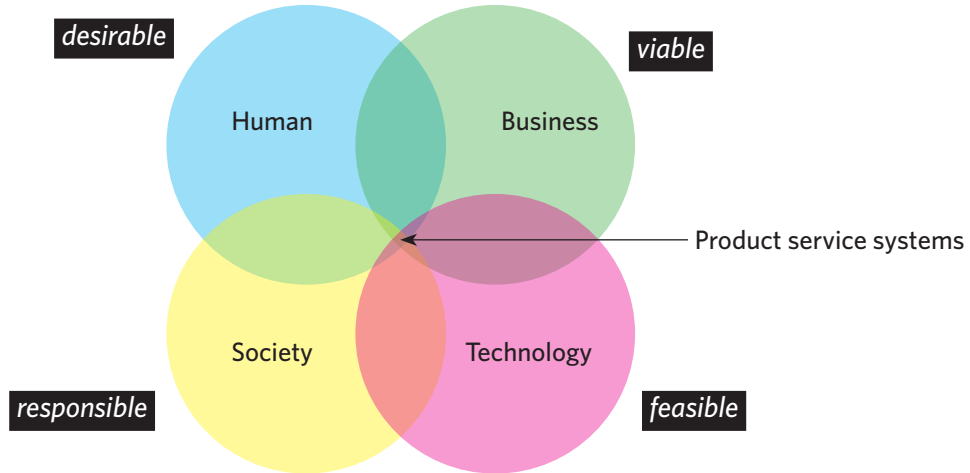 desirable
viable
Human
Business
Product service systems
Society
Technology
responsible
feasible